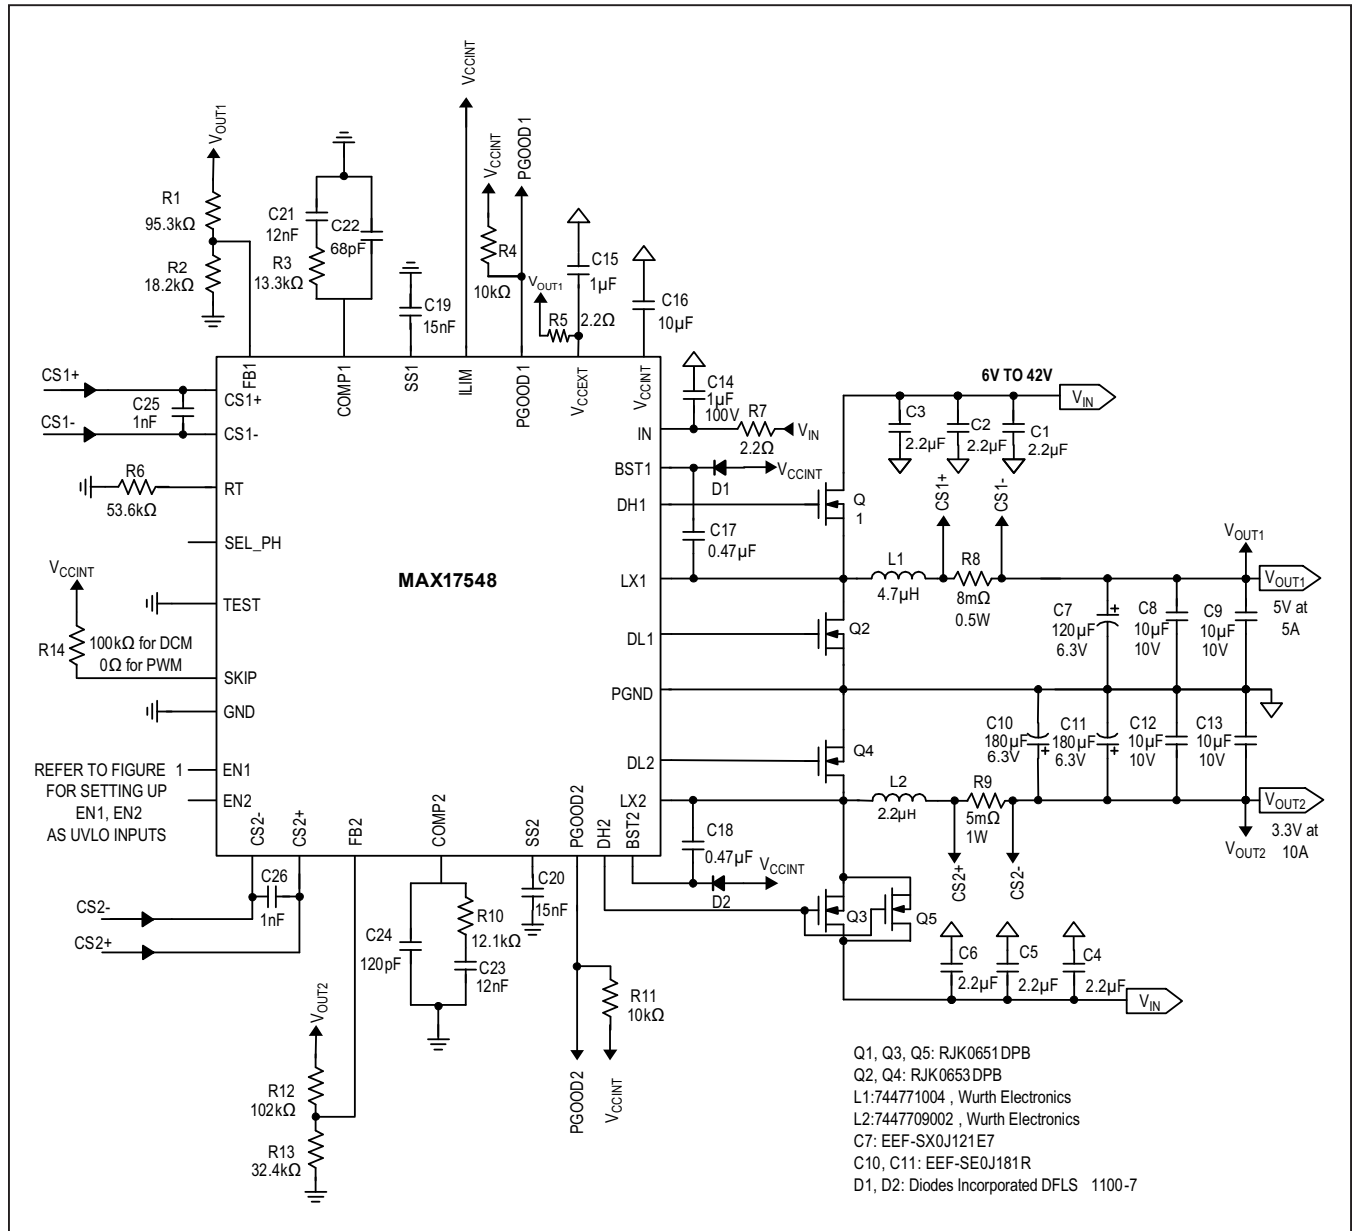 VCCINT
VOUT1
VCCINT
PGOOD1
R1
95.3kΩ
R2
18.2kΩ
C21
12nF
C22
68pF
R3
13.3kΩ
C19
15nF
R4
10kΩ
C15
1µF
VOUT1
R5
2.2Ω
C16
10µF
CS1+
C25
1nF
CS1-
FB1
COMP1
SS1
ILIM
PGOOD1
VCCEXT
VCCINT
CS1+
CS1-
RT
SEL_PH
TEST
SKIP
GND
EN1
EN2
R6
53.6kΩ
VCCINT
R14
100kΩ for DCM
0Ω for PWM
REFER TO FIGURE 1
FOR SETTING UP
EN1, EN2
AS UVLO INPUTS
MAX17548
IN
BST1
DH1
LX1
DL1
PGND
DL2
LX2
CS2-
CS2+
FB2
COMP2
SS2
PGOOD2
DH2
BST2
C14
1µF
100V
R7
2.2Ω
VIN
D1
VCCINT
C17
0.47µF
6V TO 42V
VIN
C3
2.2µF
C2
2.2µF
C1
2.2µF
Q
1
CS1+
CS1-
L1
4.7µH
R8
8mΩ
0.5W
VOUT1
VOUT1
5V at
5A
Q2
C7
120µF
6.3V
+
C8
10µF
10V
C9
10µF
10V
Q4
C10
180µF
6.3V
+
C11
180µF
6.3V
+
C12
10µF
10V
C13
10µF
10V
L2
2.2µH
R9
5mΩ
1W
VOUT2
3.3V at
10A
VOUT2
CS2+
CS2-
C18
0.47µF
VCCINT
D2
Q3
Q5
C6
2.2µF
C5
2.2µF
C4
2.2µF
VIN
C26
1nF
CS2-
CS2+
C24
120pF
R10
12.1kΩ
C23
12nF
C20
15nF
R11
10kΩ
PGOOD2
VCCINT
VOUT2
R12
102kΩ
R13
32.4kΩ
Q1, Q3, Q5: RJK0651DPB
Q2, Q4: RJK0653DPB
L1:744771004 , Wurth Electronics
L2:7447709002 , Wurth Electronics
C7: EEF-SX0J121E7
C10, C11: EEF-SE0J181R
D1, D2: Diodes Incorporated DFLS 1100-7